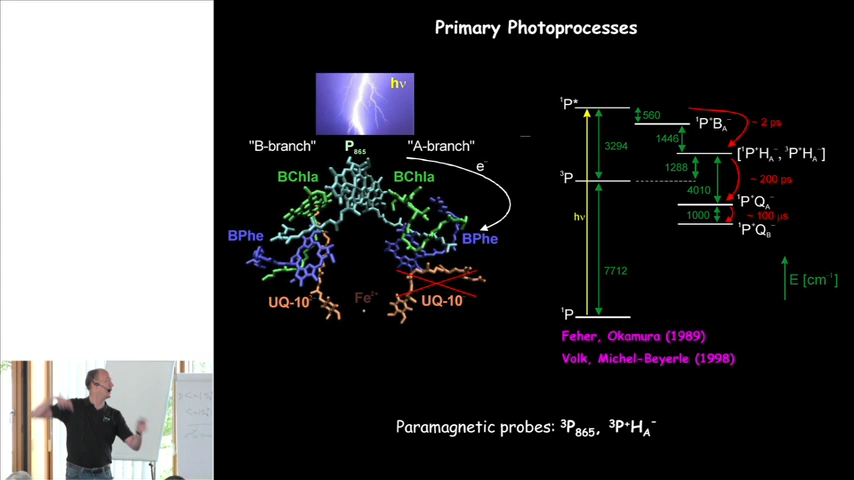 Primary Photoprocesses
hν
"B-branch"
P865
"A-branch"
e⁻
BChla
BChla
BPhe
BPhe
UQ-10
Fe²⁺
UQ-10
¹P*
560
¹P⁺BA⁻
~ 2 ps
3294
1446
[¹P⁺HA⁻, ³P⁺HA⁻]
1288
³P
~ 200 ps
4010
¹P⁺QA⁻
hν
1000
~ 100 µs
¹P⁺QB⁻
7712
E [cm⁻¹]
¹P
Feher, Okamura (1989)
Volk, Michel-Beyerle (1998)
Paramagnetic probes: ³P865, ³P⁺HA⁻